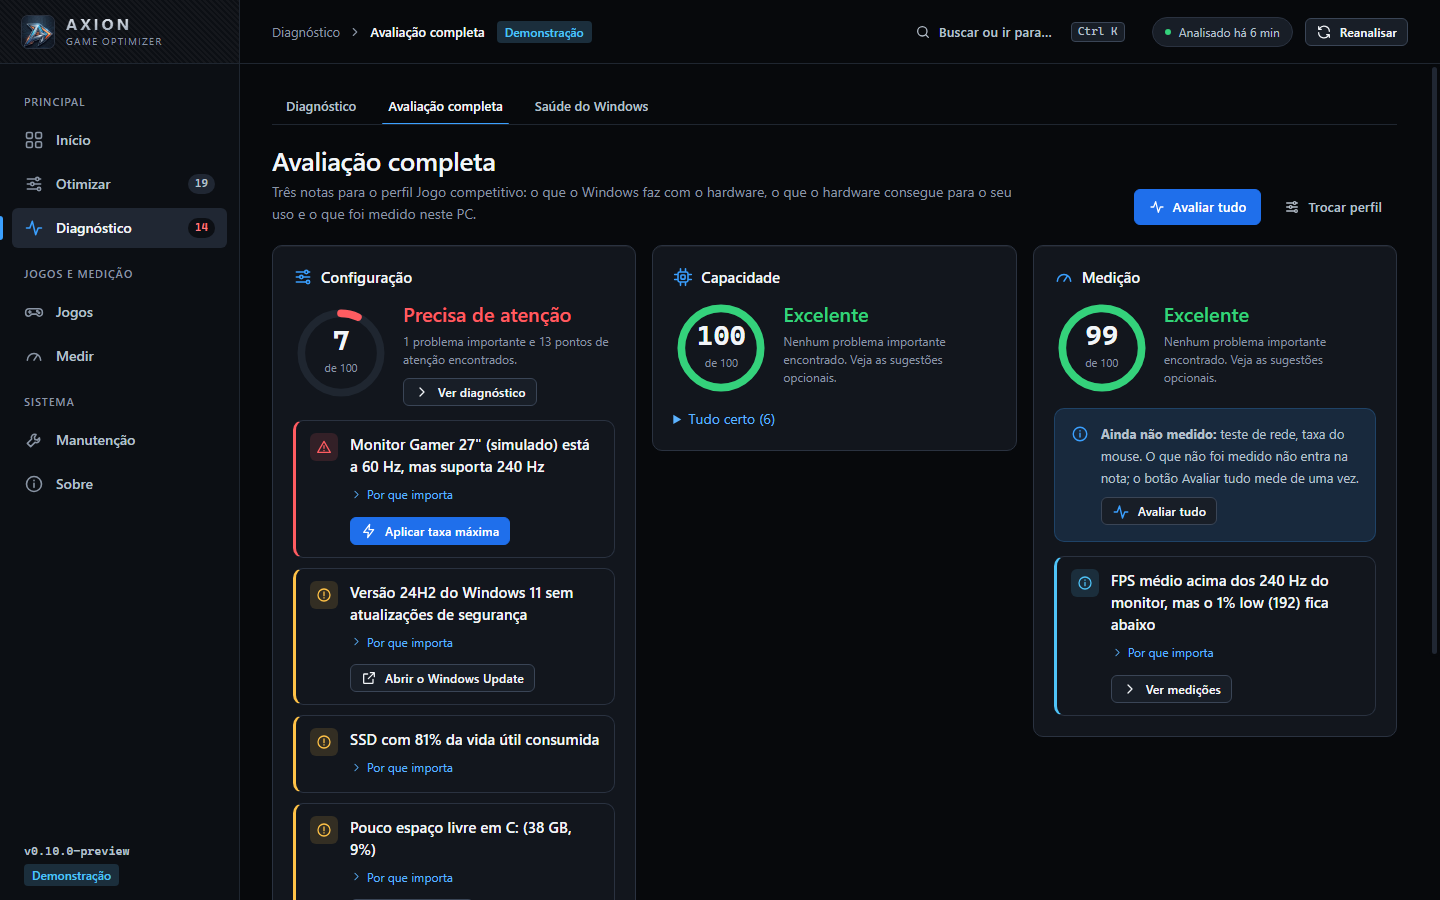 AXION
GAME OPTIMIZER
PRINCIPAL
Início
Otimizar 19
Diagnóstico 14
JOGOS E MEDIÇÃO
Jogos
Medir
SISTEMA
Manutenção
Sobre
v0.10.0-preview
Demonstração
Diagnóstico > Avaliação completa Demonstração
Buscar ou ir para... Ctrl K
Analisado há 6 min
Reanalisar
Diagnóstico
Avaliação completa
Saúde do Windows
Avaliação completa
Três notas para o perfil Jogo competitivo: o que o Windows faz com o hardware, o que o hardware consegue para o seu
uso e o que foi medido neste PC.
Avaliar tudo
Trocar perfil
Configuração
7
de 100
Precisa de atenção
1 problema importante e 13 pontos de
atenção encontrados.
Ver diagnóstico
Monitor Gamer 27" (simulado) está
a 60 Hz, mas suporta 240 Hz
Por que importa
Aplicar taxa máxima
Versão 24H2 do Windows 11 sem
atualizações de segurança
Por que importa
Abrir o Windows Update
SSD com 81% da vida útil consumida
Por que importa
Pouco espaço livre em C: (38 GB,
9%)
Por que importa
Capacidade
100
de 100
Excelente
Nenhum problema importante
encontrado. Veja as sugestões
opcionais.
Tudo certo (6)
Medição
99
de 100
Excelente
Nenhum problema importante
encontrado. Veja as sugestões
opcionais.
Ainda não medido: teste de rede, taxa do
mouse. O que não foi medido não entra na
nota; o botão Avaliar tudo mede de uma vez.
Avaliar tudo
FPS médio acima dos 240 Hz do
monitor, mas o 1% low (192) fica
abaixo
Por que importa
Ver medições